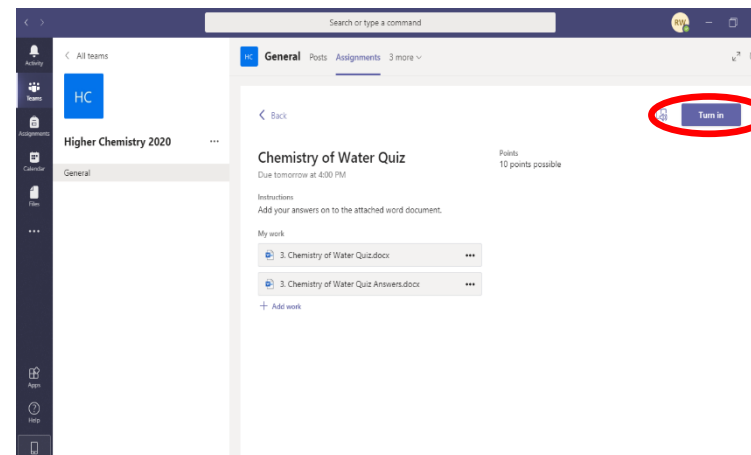 Search or type a command
RW
Activity
Teams
Assignments
Calendar
Files
Apps
Help
All teams
HC
Higher Chemistry 2020
General
HC General Posts Assignments 3 more
Back
Turn in
Chemistry of Water Quiz
Due tomorrow at 4:00 PM
Points
10 points possible
Instructions
Add your answers on to the attached word document.
My work
3. Chemistry of Water Quiz.docx
3. Chemistry of Water Quiz Answers.docx
+ Add work